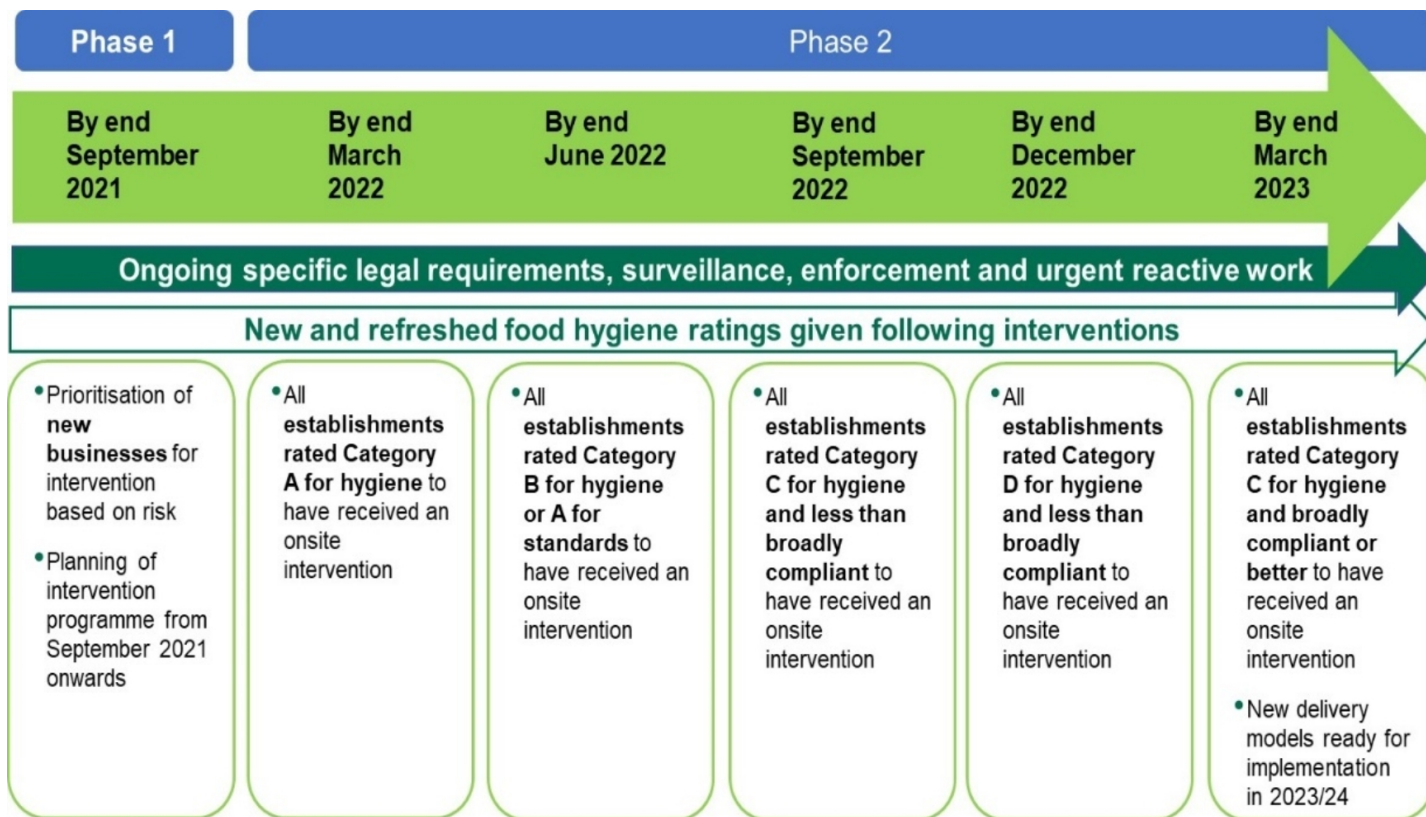 Phase 1
Phase 2
By end
September
2021
By end
March
2022
By end
June 2022
By end
September
2022
By end
December
2022
By end
March
2023
Ongoing specific legal requirements, surveillance, enforcement and urgent reactive work
New and refreshed food hygiene ratings given following interventions
•Prioritisation of
new
businesses for
intervention
based on risk
•Planning of
intervention
programme from
September 2021
onwards
•All
establishments
rated Category
A for hygiene to
have received an
onsite
intervention
•All
establishments
rated Category
B for hygiene
or A for
standards to
have received an
onsite
intervention
•All
establishments
rated Category
C for hygiene
and less than
broadly
compliant to
have received an
onsite
intervention
•All
establishments
rated Category
D for hygiene
and less than
broadly
compliant to
have received an
onsite
intervention
•All
establishments
rated Category
C for hygiene
and broadly
compliant or
better to have
received an
onsite
intervention
•New delivery
models ready for
implementation
in 2023/24